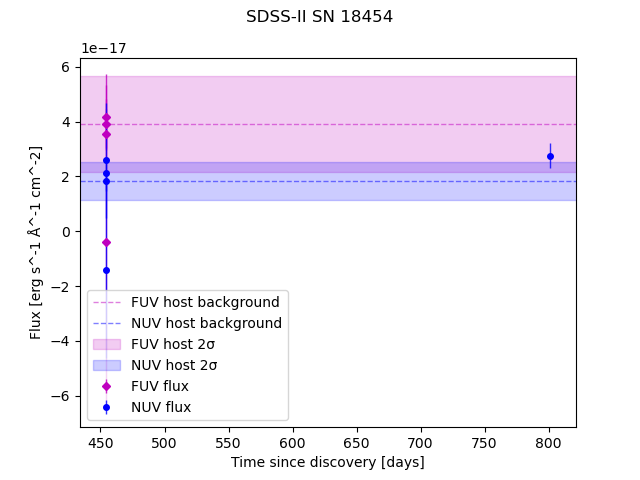 SDSS-II SN 18454
1e−17
6
4
2
0
−2
−4
−6
Flux [erg s^-1 Å^-1 cm^-2]
FUV host background
NUV host background
FUV host 2σ
NUV host 2σ
FUV flux
NUV flux
450 500 550 600 650 700 750 800
Time since discovery [days]